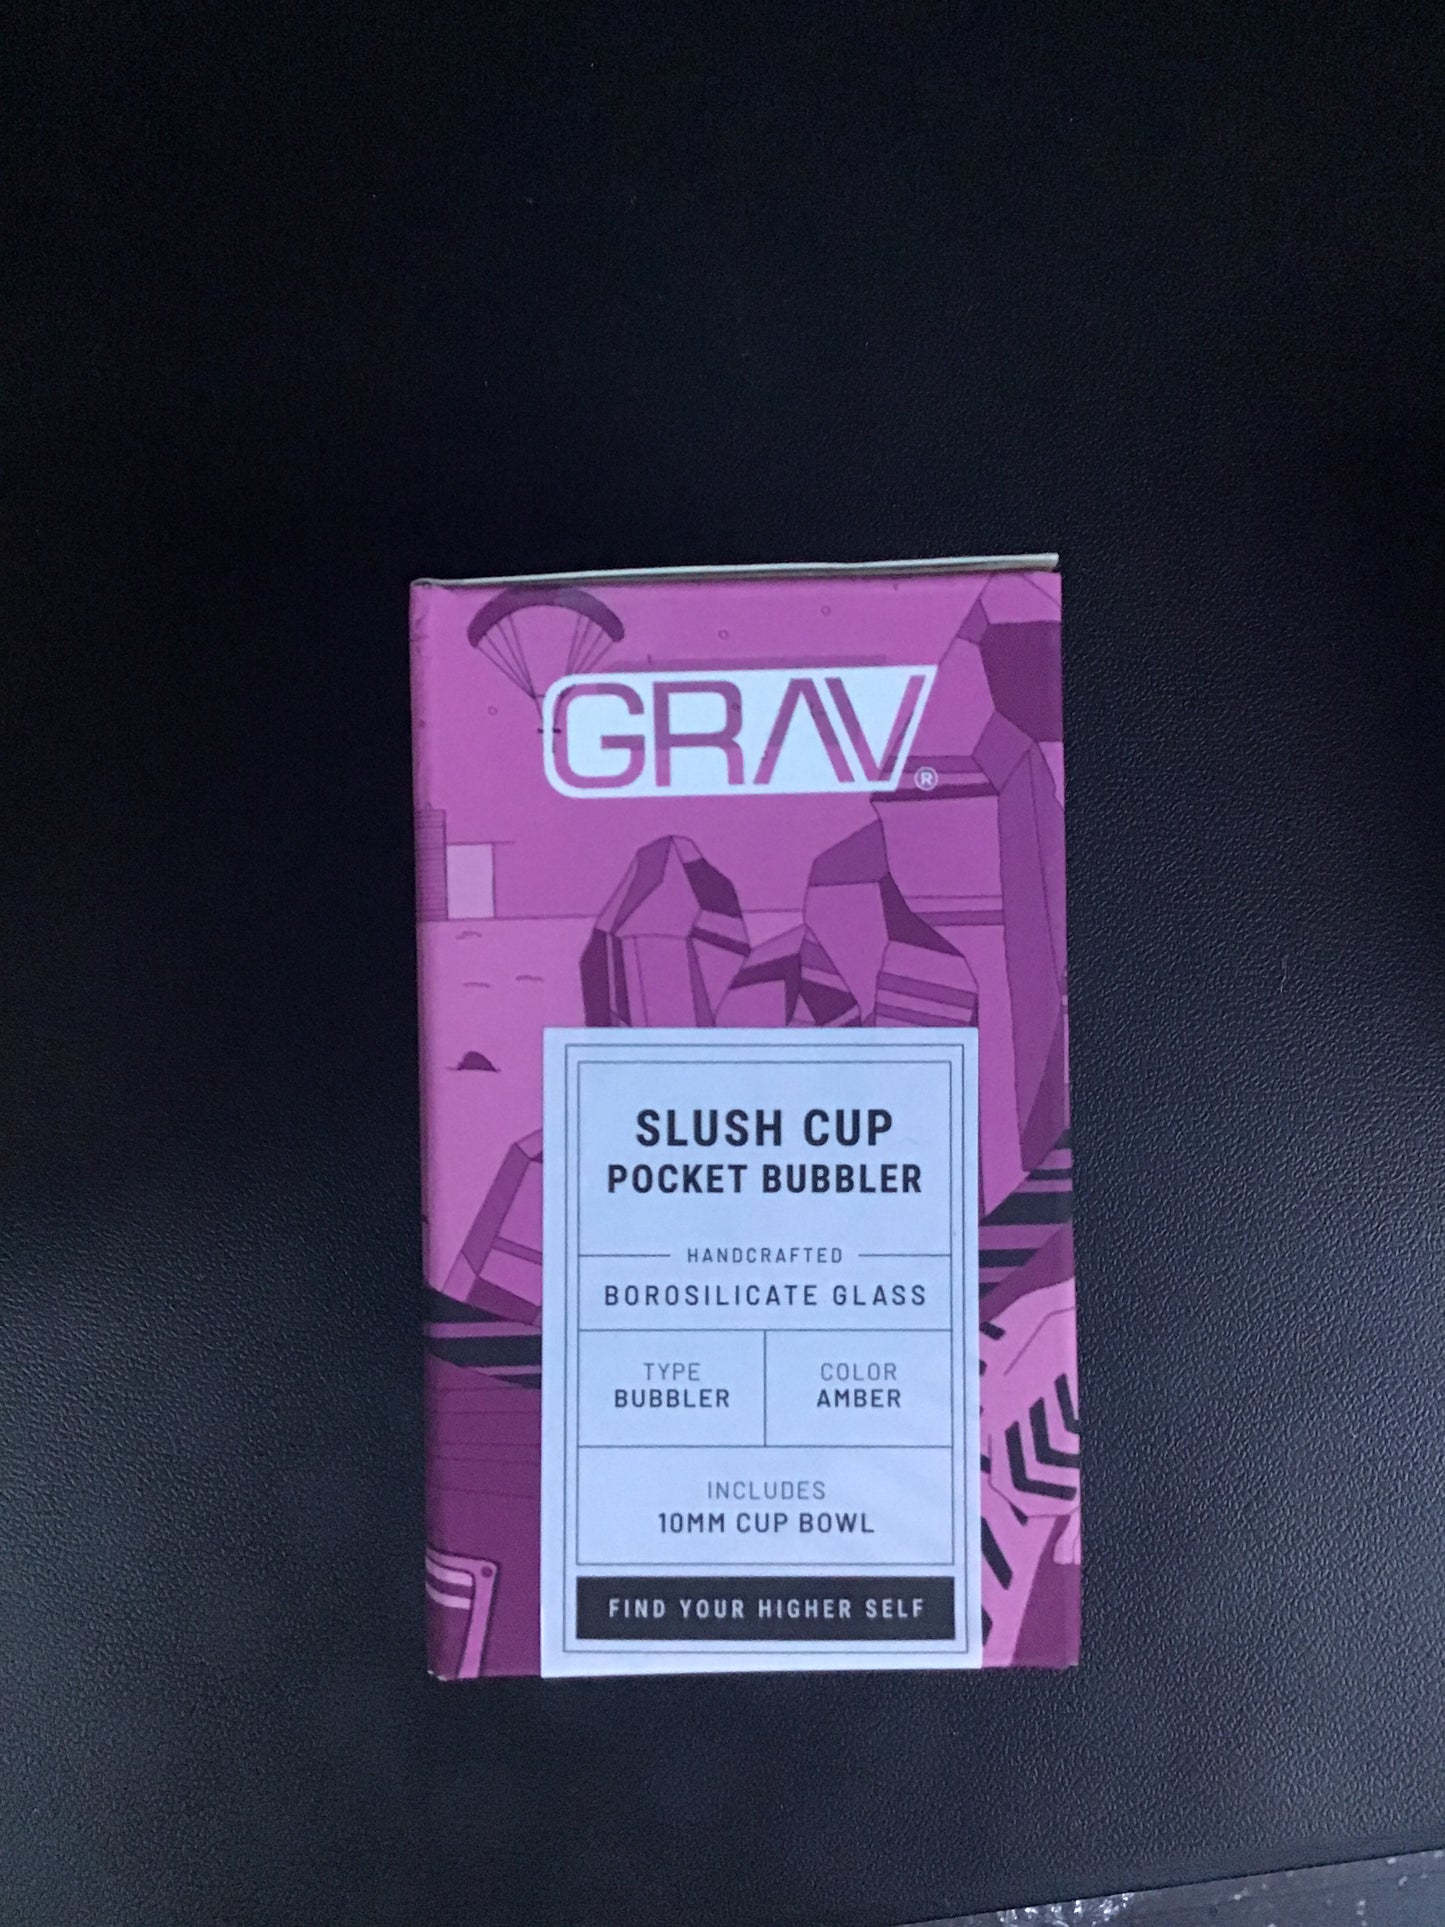 GRAV®
SLUSH CUP
POCKET BUBBLER
HANDCRAFTED
BOROSILICATE GLASS
TYPE
BUBBLER
COLOR
AMBER
INCLUDES
10MM CUP BOWL
FIND YOUR HIGHER SELF